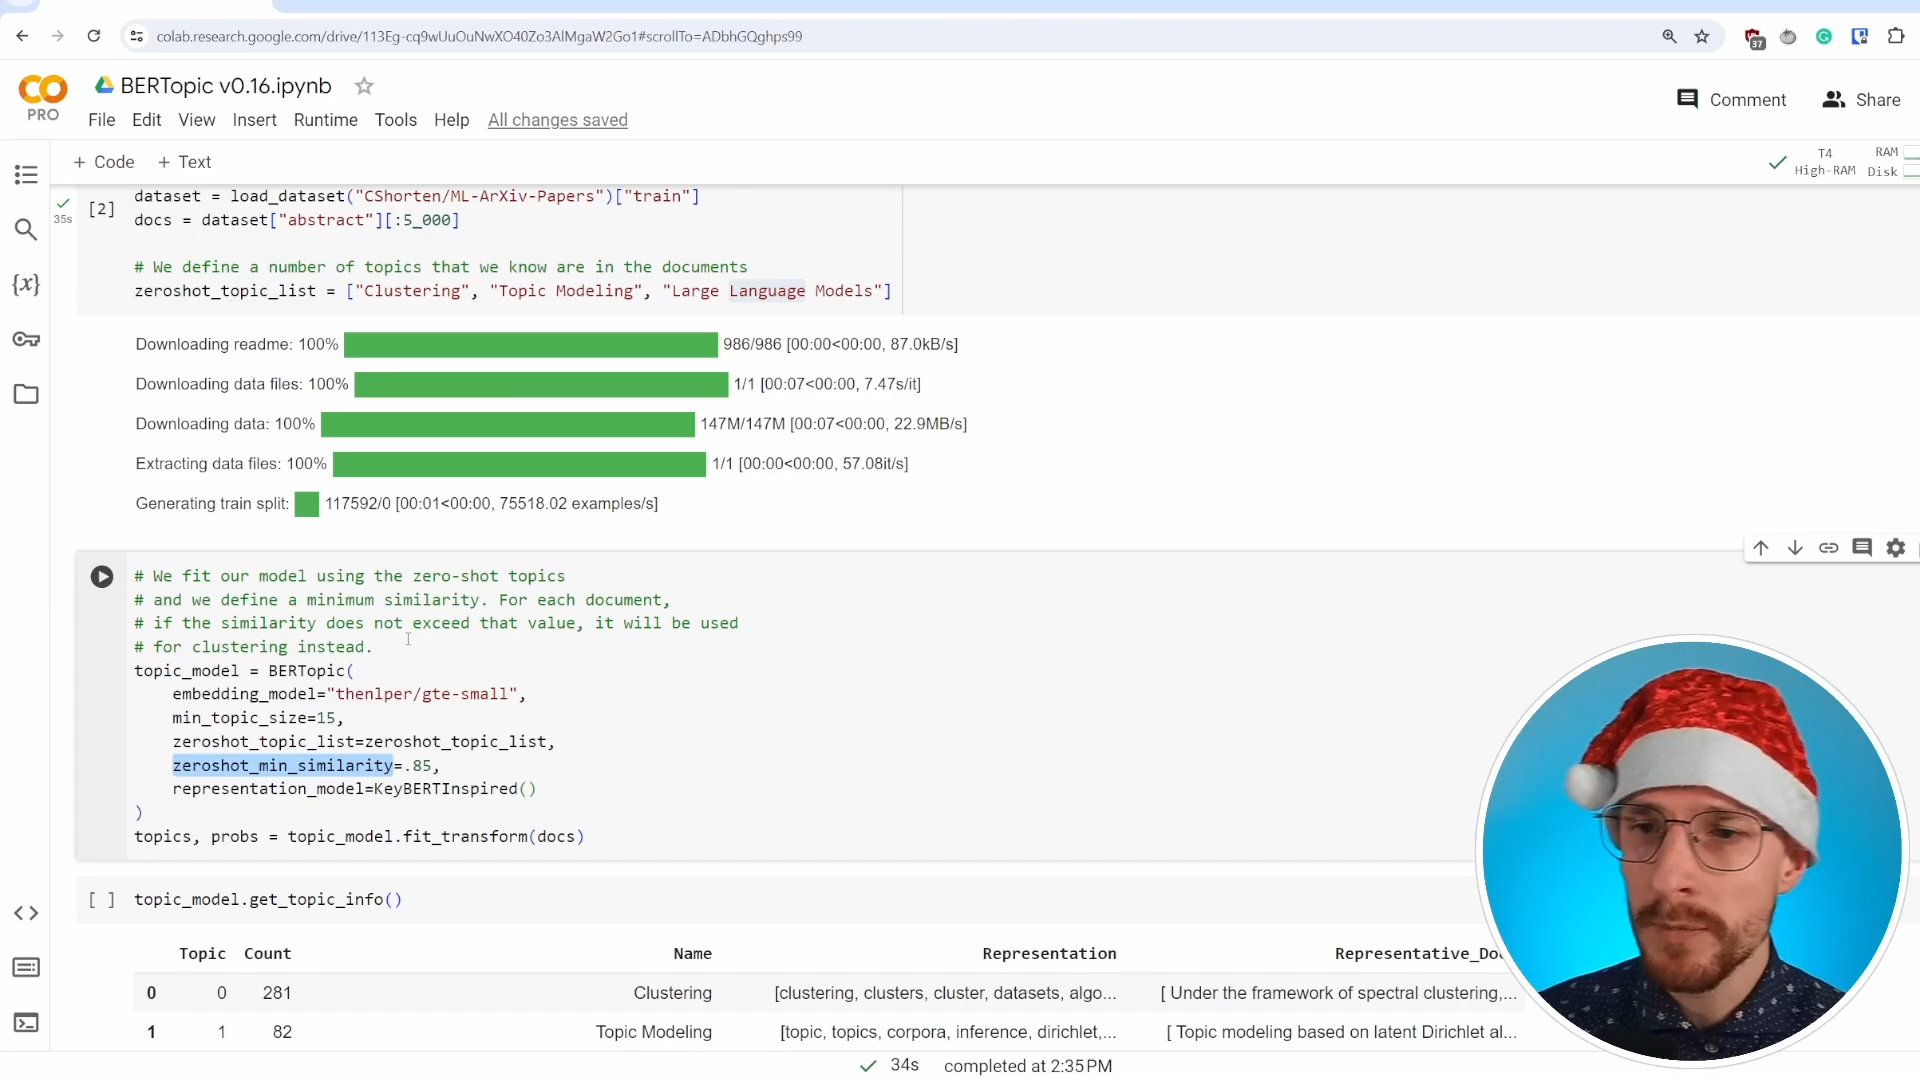 colab.research.google.com/drive/113Eg-cq9wUuOuNwXO40Zo3AlMgaW2Go1#scrollTo=ADbhGQghps99
37
PRO
BERTopic v0.16.ipynb
Comment
Share
File Edit View Insert Runtime Tools Help All changes saved
+ Code + Text
T4
High-RAM
RAM
Disk
35s
[2]
dataset = load_dataset("CShorten/ML-ArXiv-Papers")["train"]
docs = dataset["abstract"][:5_000]
# We define a number of topics that we know are in the documents
zeroshot_topic_list = ["Clustering", "Topic Modeling", "Large Language Models"]
Downloading readme: 100% 986/986 [00:00<00:00, 87.0kB/s]
Downloading data files: 100% 1/1 [00:07<00:00, 7.47s/it]
Downloading data: 100% 147M/147M [00:07<00:00, 22.9MB/s]
Extracting data files: 100% 1/1 [00:00<00:00, 57.08it/s]
Generating train split: 117592/0 [00:01<00:00, 75518.02 examples/s]
# We fit our model using the zero-shot topics
# and we define a minimum similarity. For each document,
# if the similarity does not exceed that value, it will be used
# for clustering instead.
topic_model = BERTopic(
embedding_model="thenlper/gte-small",
min_topic_size=15,
zeroshot_topic_list=zeroshot_topic_list,
zeroshot_min_similarity=.85,
representation_model=KeyBERTInspired()
)
topics, probs = topic_model.fit_transform(docs)
[ ] topic_model.get_topic_info()
Topic Count Name Representation Representative_Do
0 0 281 Clustering [clustering, clusters, cluster, datasets, algo... [ Under the framework of spectral clustering,...
1 1 82 Topic Modeling [topic, topics, corpora, inference, dirichlet,... [ Topic modeling based on latent Dirichlet al...
34s completed at 2:35 PM